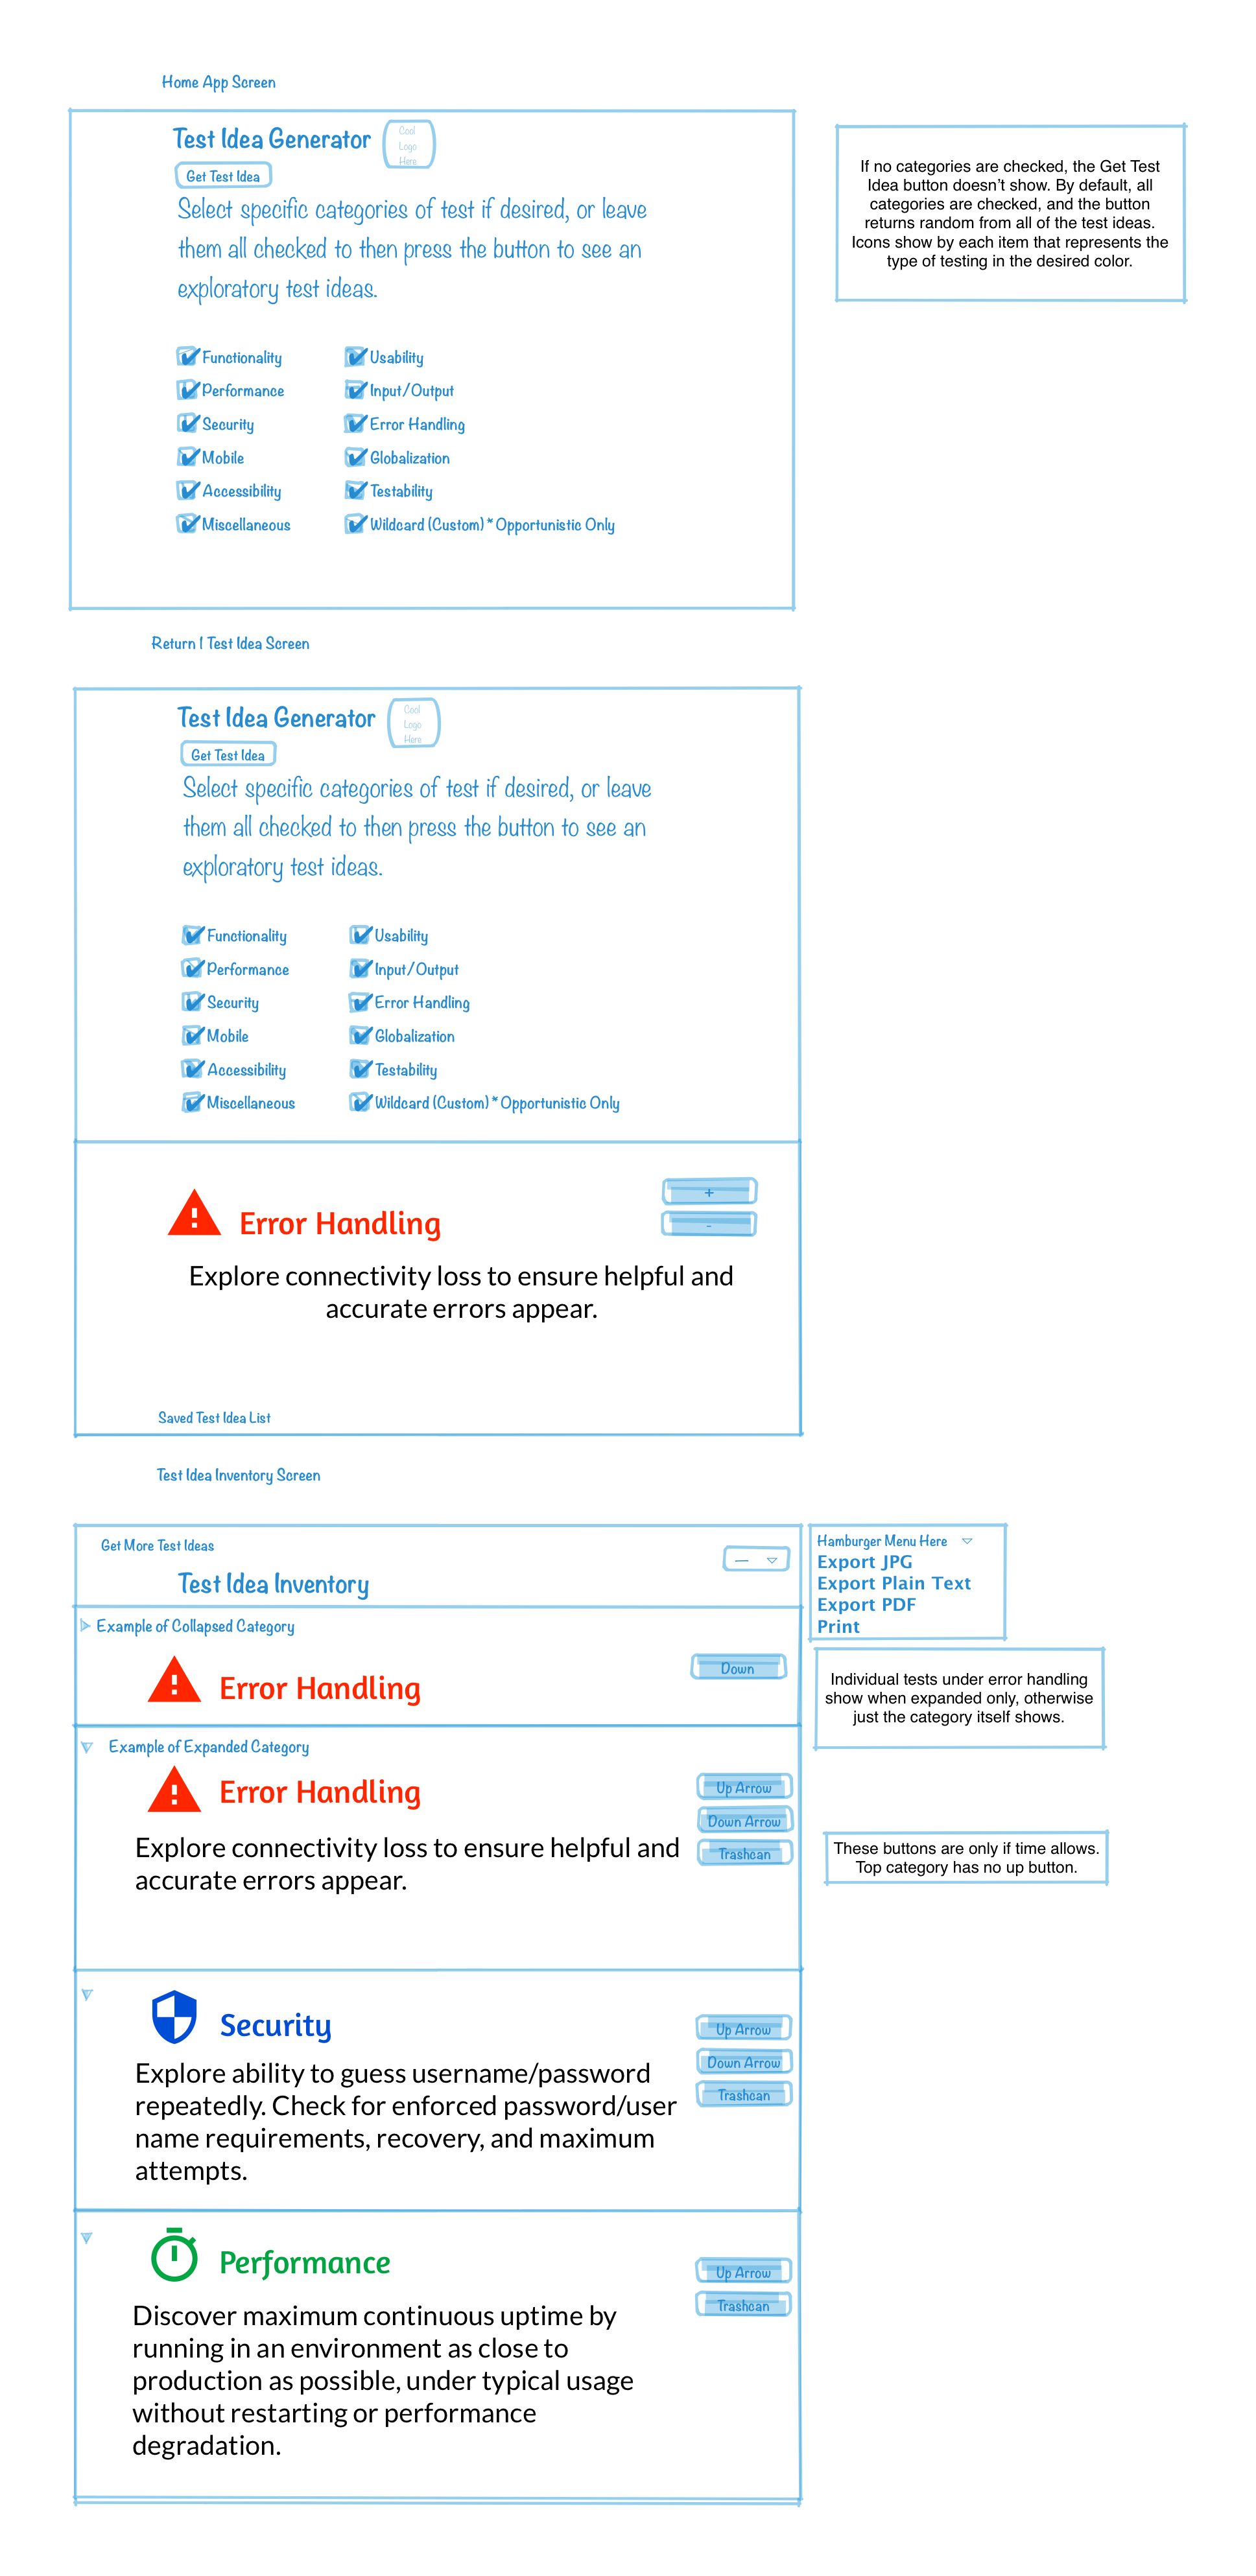 Home App Screen
Test Idea Generator
Cool
Logo
Here
Get Test Idea
Select specific categories of test if desired, or leave
them all checked to then press the button to see an
exploratory test ideas.
Functionality
Usability
Performance
Input/Output
Security
Error Handling
Mobile
Globalization
Accessibility
Testability
Miscellaneous
Wildcard (Custom) * Opportunistic Only
If no categories are checked, the Get Test
Idea button doesn't show. By default, all
categories are checked, and the button
returns random from all of the test ideas.
Icons show by each item that represents the
type of testing in the desired color.
Return 1 Test Idea Screen
Test Idea Generator
Cool
Logo
Here
Get Test Idea
Select specific categories of test if desired, or leave
them all checked to then press the button to see an
exploratory test ideas.
Functionality
Usability
Performance
Input/Output
Security
Error Handling
Mobile
Globalization
Accessibility
Testability
Miscellaneous
Wildcard (Custom) * Opportunistic Only
+
-
Error Handling
Explore connectivity loss to ensure helpful and
accurate errors appear.
Saved Test Idea List
Test Idea Inventory Screen
Get More Test Ideas
Test Idea Inventory
Hamburger Menu Here
Export JPG
Export Plain Text
Export PDF
Print
Example of Collapsed Category
Error Handling
Down
Individual tests under error handling
show when expanded only, otherwise
just the category itself shows.
Example of Expanded Category
Error Handling
Up Arrow
Down Arrow
Trashcan
Explore connectivity loss to ensure helpful and
accurate errors appear.
These buttons are only if time allows.
Top category has no up button.
Security
Up Arrow
Down Arrow
Trashcan
Explore ability to guess username/password
repeatedly. Check for enforced password/user
name requirements, recovery, and maximum
attempts.
Performance
Up Arrow
Trashcan
Discover maximum continuous uptime by
running in an environment as close to
production as possible, under typical usage
without restarting or performance
degradation.